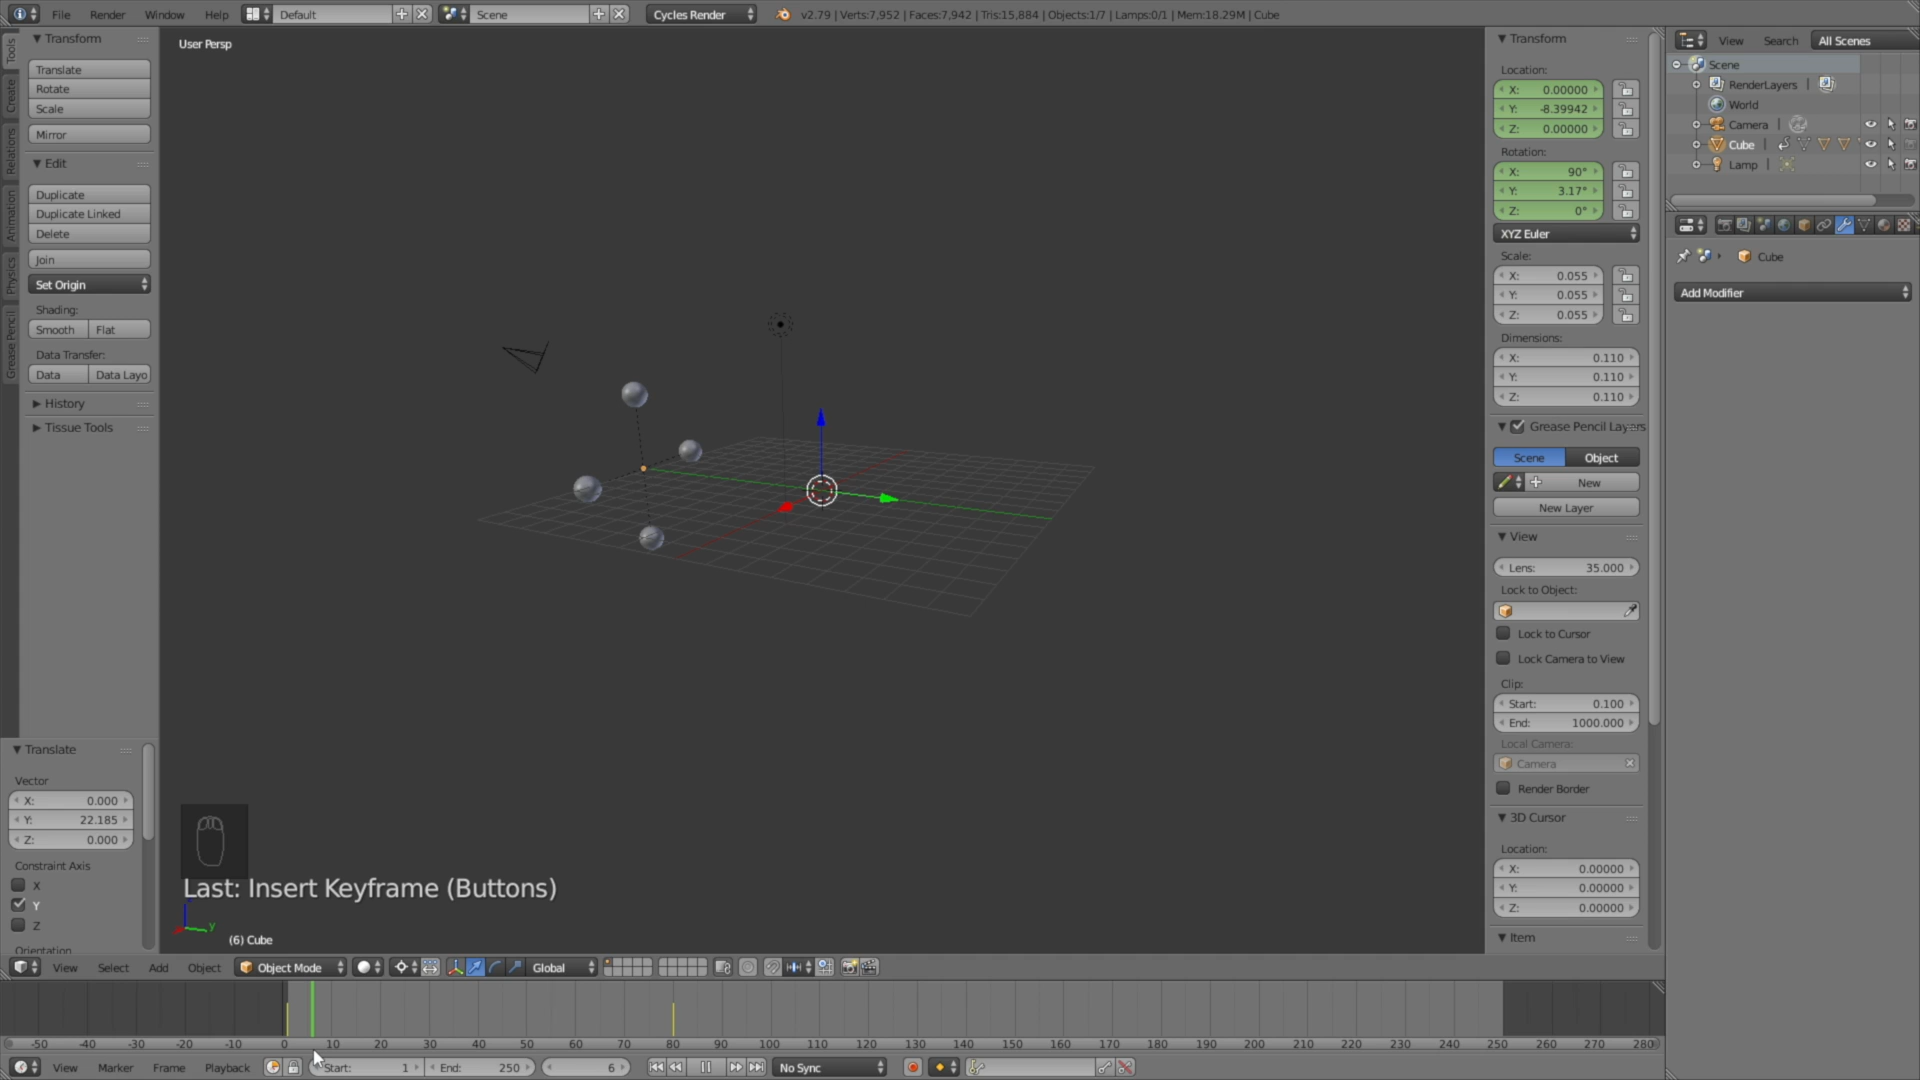 File Render Window Help Default Scene Cycles Render v2.79 | Verts:7,952 | Faces:7,942 | Tris:15,884 | Objects:1/7 | Lamps:0/1 | Mem:18.29M | Cube
Tools
Create
Relations
Animation
Physics
Grease Pencil
Transform
Translate
Rotate
Scale
Mirror
Edit
Duplicate
Duplicate Linked
Delete
Join
Set Origin
Shading:
Smooth Flat
Data Transfer:
Data Data Layo
History
Tissue Tools
Translate
Vector
X: 0.000
Y: 22.185
Z: 0.000
Constraint Axis
X
Y
Z
Orientation
User Persp
Last: Insert Keyframe (Buttons)
y
(6) Cube
Transform
Location:
X: 0.00000
Y: -8.39942
Z: 0.00000
Rotation:
X: 90°
Y: 3.17°
Z: 0°
XYZ Euler
Scale:
X: 0.055
Y: 0.055
Z: 0.055
Dimensions:
X: 0.110
Y: 0.110
Z: 0.110
Grease Pencil Layers
Scene Object
New
New Layer
View
Lens: 35.000
Lock to Object:
Lock to Cursor
Lock Camera to View
Clip:
Start: 0.100
End: 1000.000
Local Camera:
Camera
Render Border
3D Cursor
Location:
X: 0.00000
Y: 0.00000
Z: 0.00000
Item
View Search All Scenes
Scene
RenderLayers |
World
Camera |
Cube |
Lamp |
Cube
Add Modifier
View Select Add Object Object Mode Global
-50 -40 -30 -20 -10 0 10 20 30 40 50 60 70 80 90 100 110 120 130 140 150 160 170 180 190 200 210 220 230 240 250 260 270 280
View Marker Frame Playback Start: 1 End: 250 6 No Sync